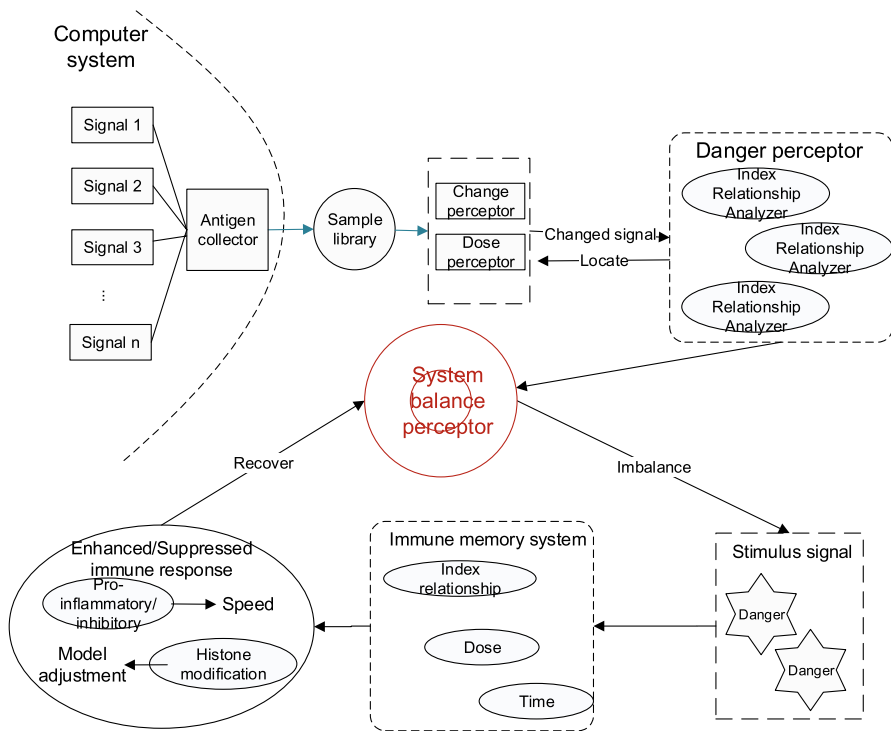 Computer
system
Signal 1
Signal 2
Signal 3
...
Signal n
Antigen
collector
Sample
library
Change
perceptor
Dose
perceptor
Changed signal
Locate
Danger perceptor
Index
Relationship
Analyzer
Index
Relationship
Analyzer
Index
Relationship
Analyzer
System
balance
perceptor
Recover
Imbalance
Enhanced/Suppressed
immune response
Pro-
inflammatory/
inhibitory
Speed
Model
adjustment
Histone
modification
Immune memory system
Index
relationship
Dose
Time
Stimulus signal
Danger
Danger